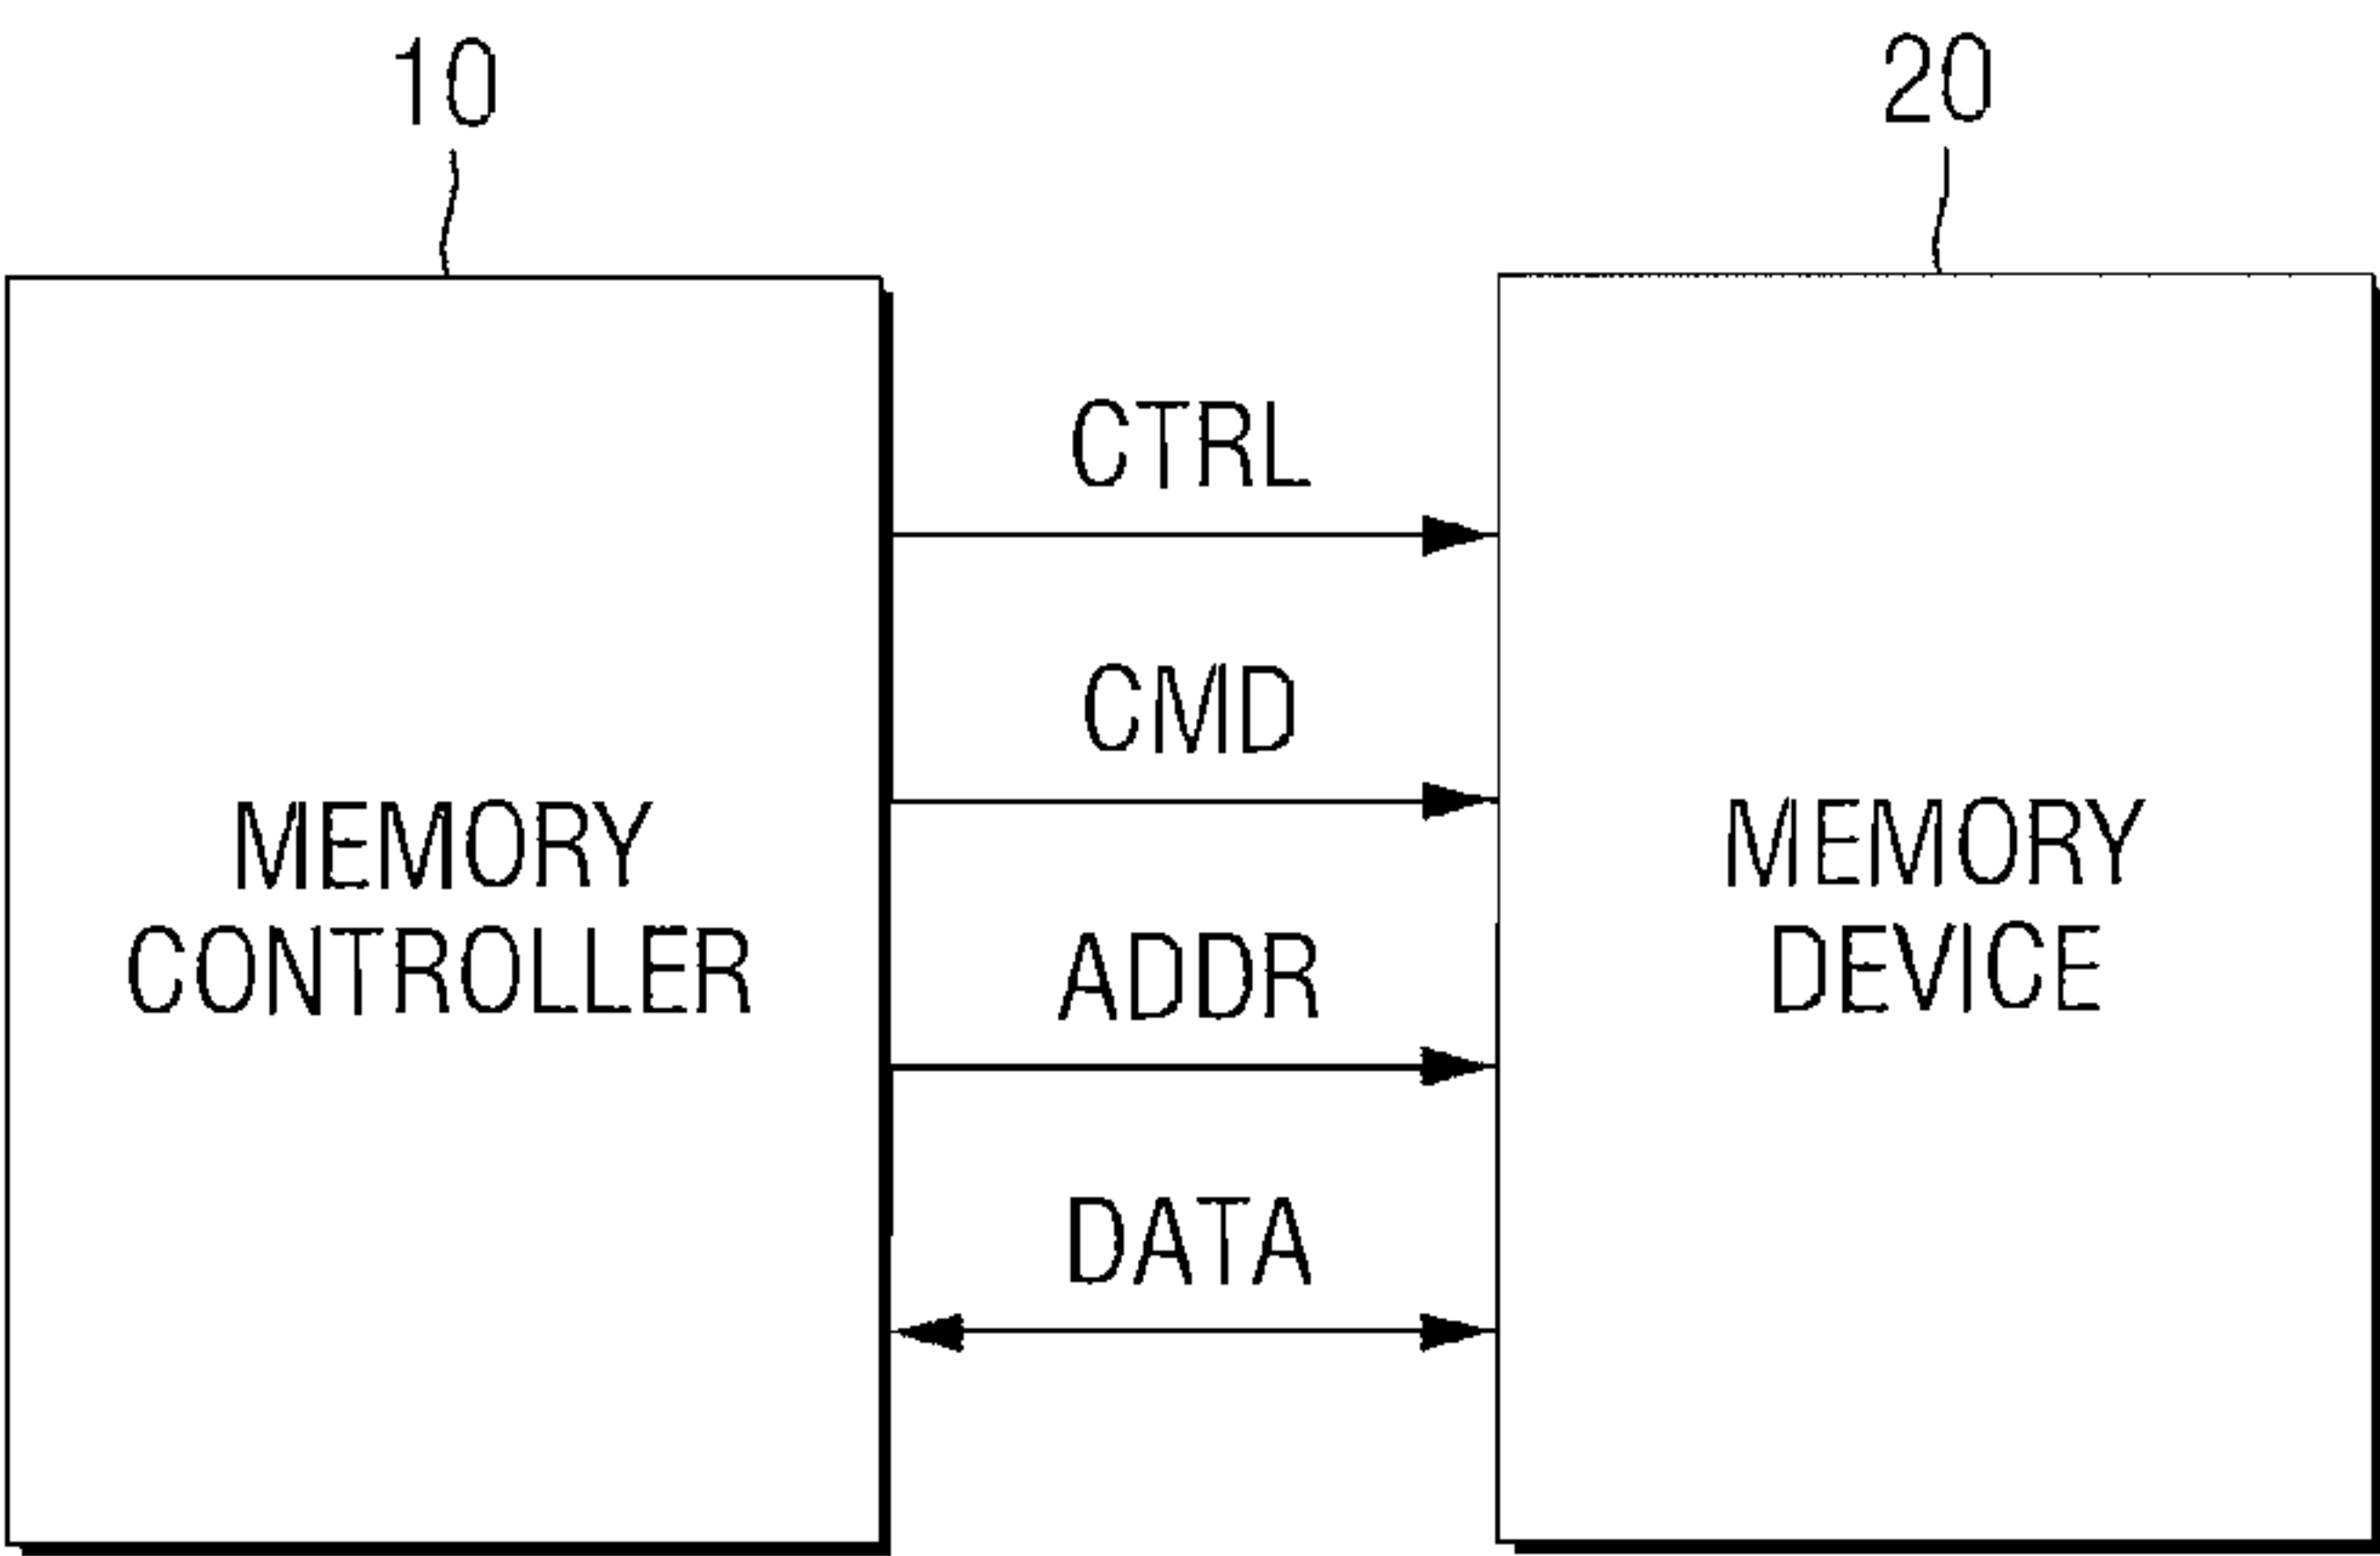 10
20
CTRL
CMD
MEMORY
CONTROLLER
ADDR
DATA
MEMORY
DEVICE